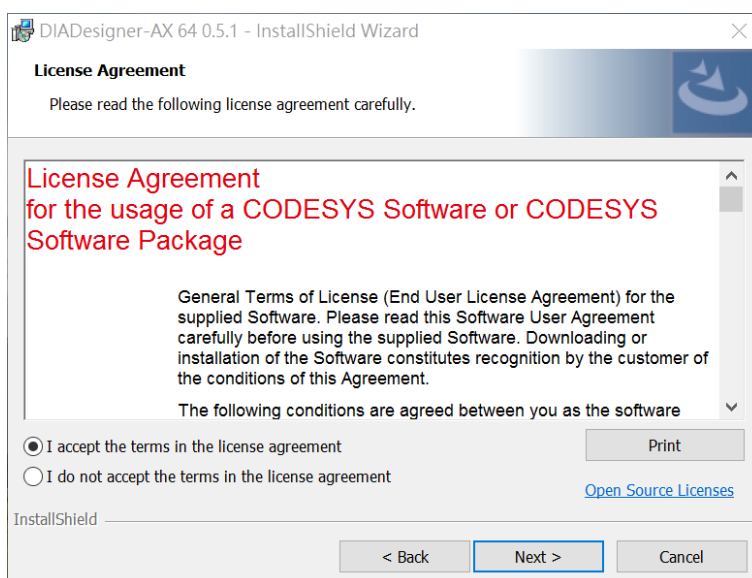 DIADesigner-AX 64 0.5.1 - InstallShield Wizard
License Agreement
Please read the following license agreement carefully.
License Agreement
for the usage of a CODESYS Software or CODESYS
Software Package
General Terms of License (End User License Agreement) for the
supplied Software. Please read this Software User Agreement
carefully before using the supplied Software. Downloading or
installation of the Software constitutes recognition by the customer of
the conditions of this Agreement.
The following conditions are agreed between you as the software
I accept the terms in the license agreement
Print
I do not accept the terms in the license agreement
Open Source Licenses
InstallShield
< Back
Next >
Cancel